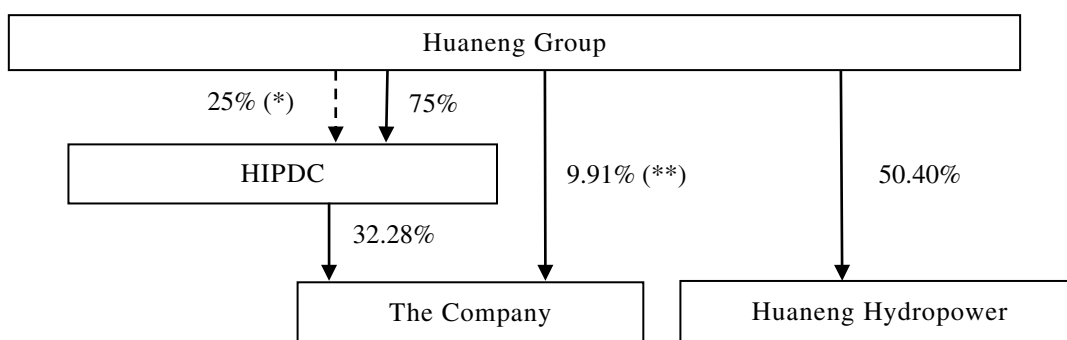 Huaneng Group
25% (*)
75%
HIPDC
9.91% (**)
50.40%
32.28%
The Company
Huaneng Hydropower